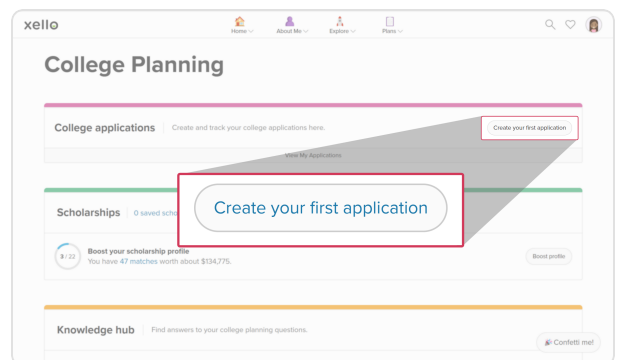 xello
Home
About Me
Explore
Plans
College Planning
College applications
Create and track your college applications here.
Create your first application
View My Applications
Create your first application
Scholarships
0 saved scho
3 / 22
Boost your scholarship profile
You have 47 matches worth about $134,775.
Boost profile
Knowledge hub
Find answers to your college planning questions.
Confetti me!